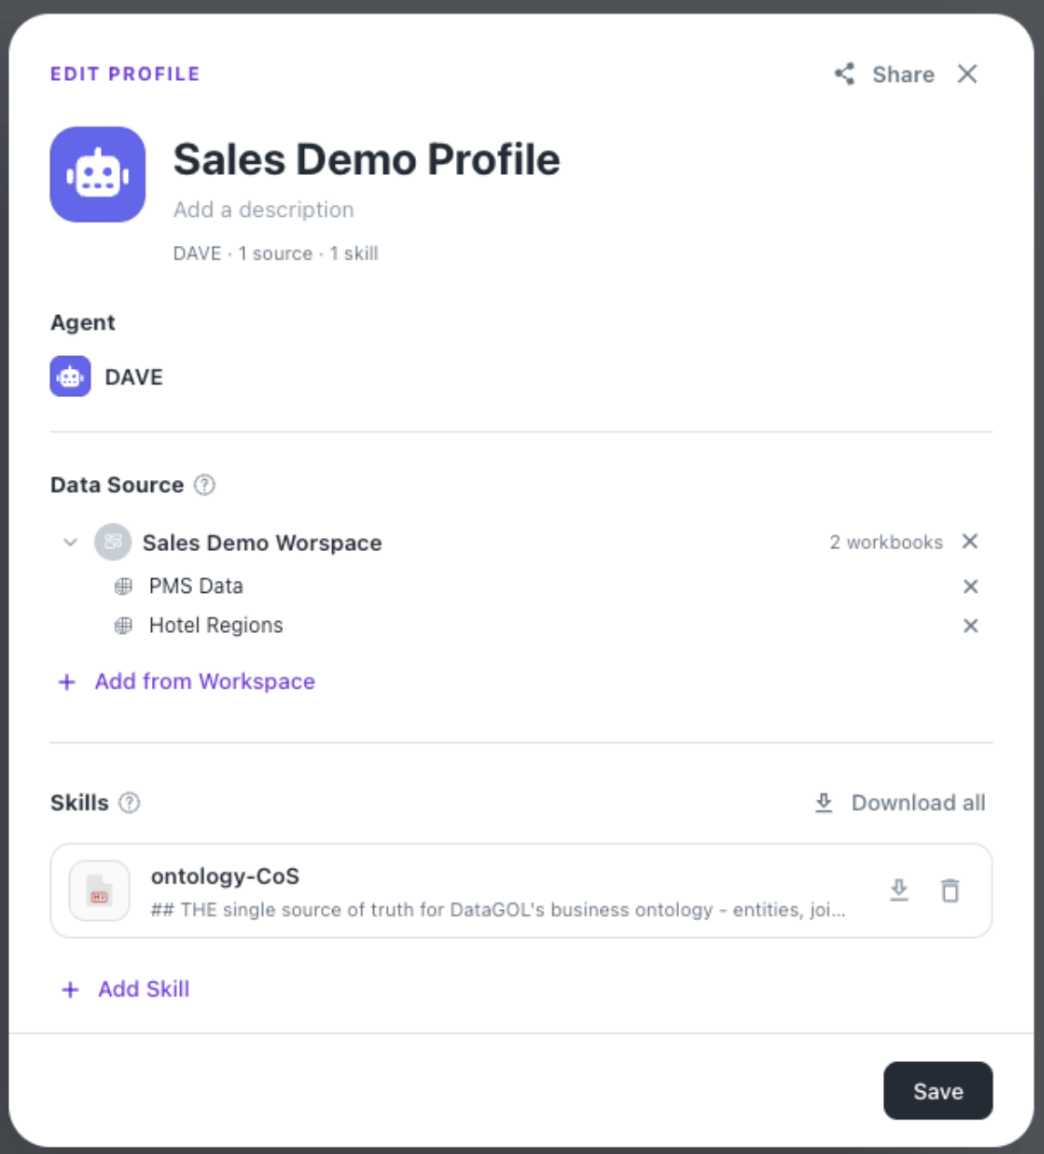 EDIT PROFILE
Share
Sales Demo Profile
Add a description
DAVE · 1 source · 1 skill
Agent
DAVE
Data Source
Sales Demo Worspace
2 workbooks
PMS Data
Hotel Regions
+ Add from Workspace
Skills
Download all
ontology-CoS
## THE single source of truth for DataGOL's business ontology - entities, joi...
+ Add Skill
Save